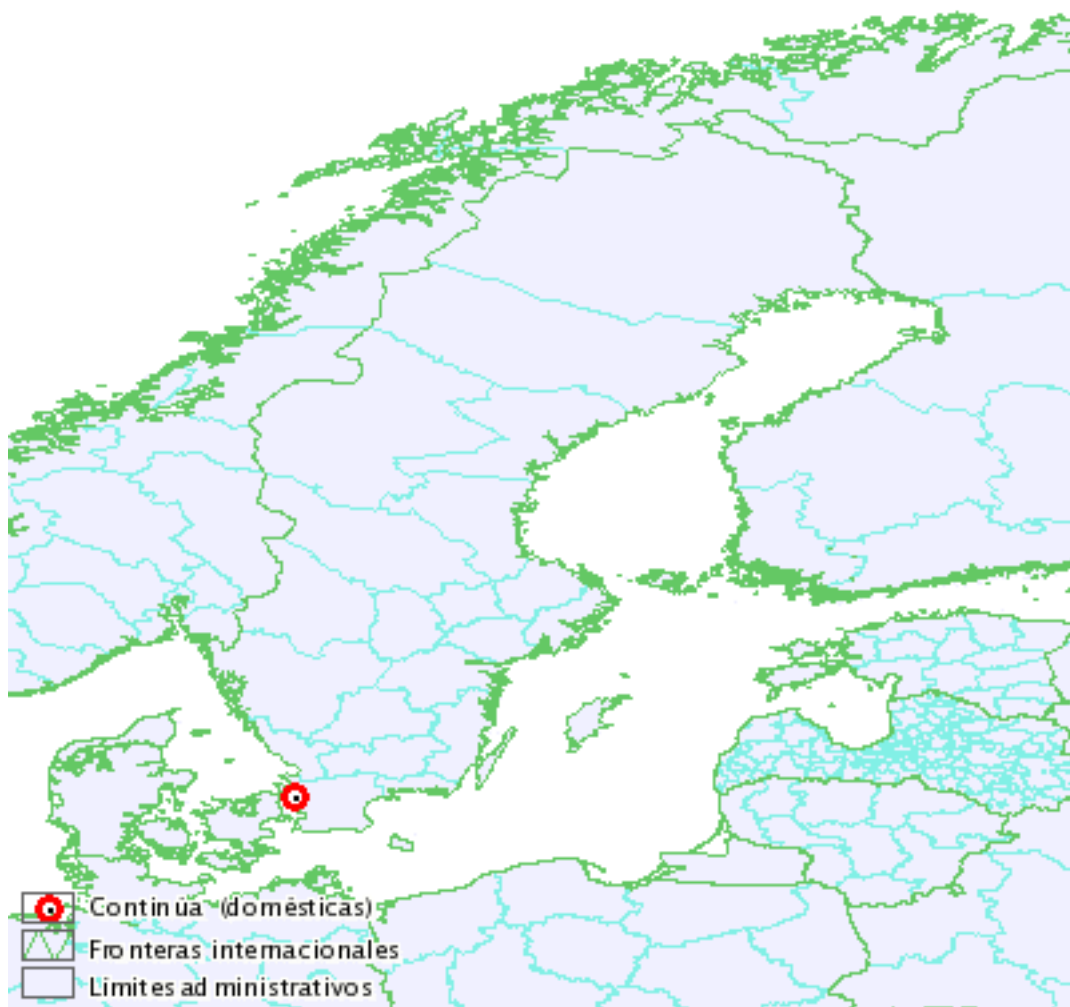 Continúa (domésticas)
Fronteras internacionales
Límites administrativos